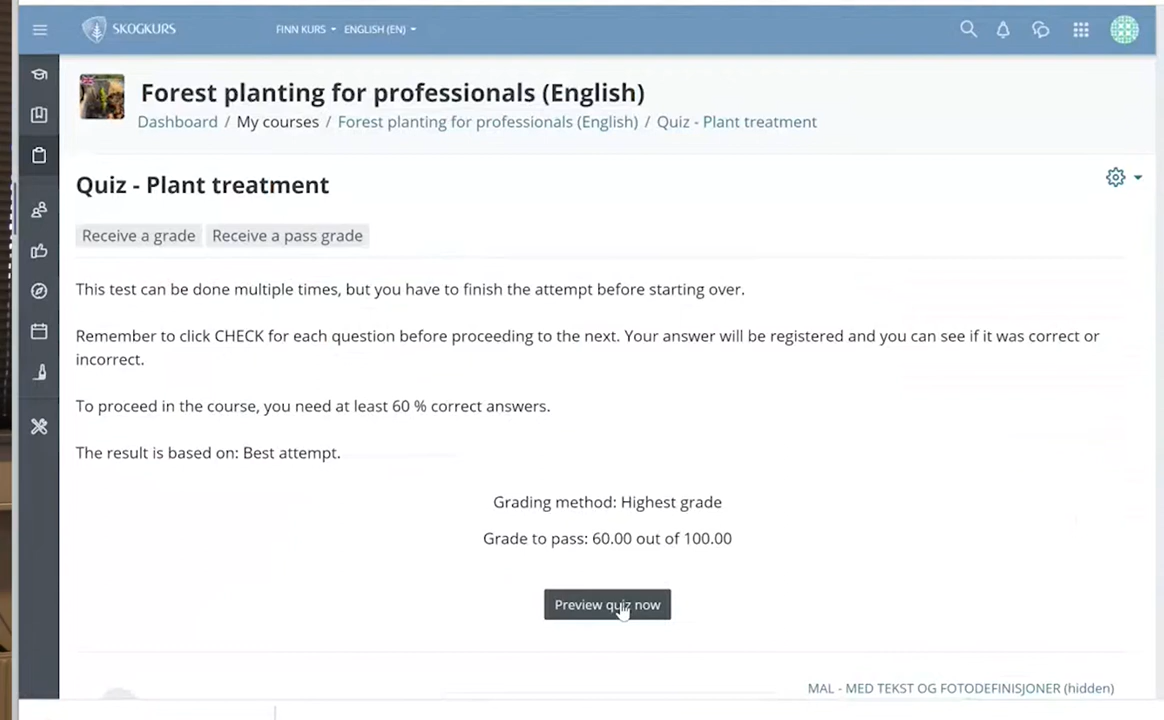 SKOGKURS FINN KURS ENGLISH (EN)
Forest planting for professionals (English)
Dashboard / My courses / Forest planting for professionals (English) / Quiz - Plant treatment
Quiz - Plant treatment
Receive a grade Receive a pass grade
This test can be done multiple times, but you have to finish the attempt before starting over.
Remember to click CHECK for each question before proceeding to the next. Your answer will be registered and you can see if it was correct or
incorrect.
To proceed in the course, you need at least 60 % correct answers.
The result is based on: Best attempt.
Grading method: Highest grade
Grade to pass: 60.00 out of 100.00
Preview quiz now
MAL - MED TEKST OG FOTODEFINISJONER (hidden)